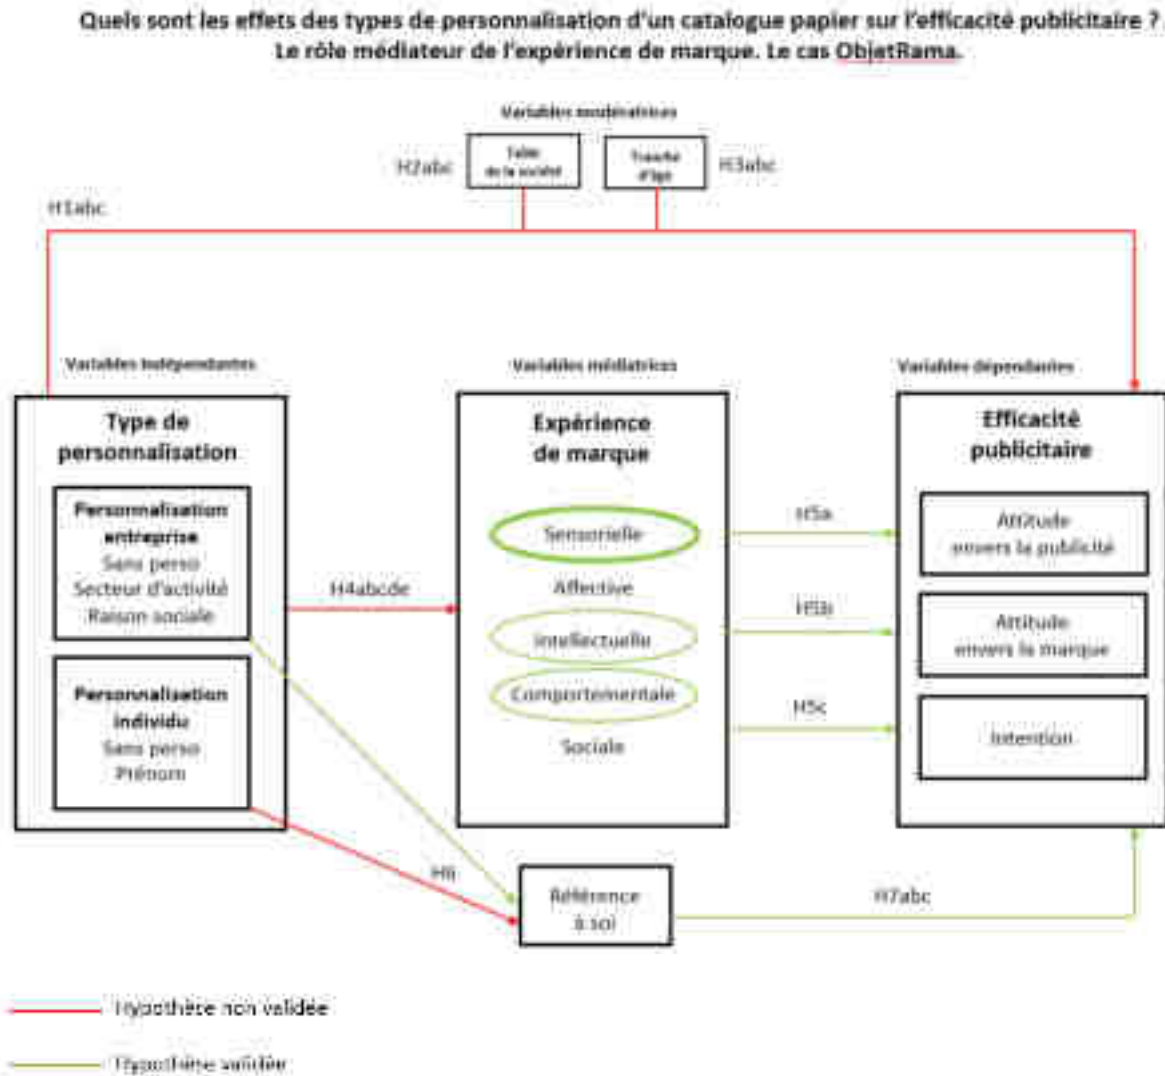 Quels sont les effets des types de personnalisation d'un catalogue papier sur l'efficacité publicitaire ?
Le rôle médiateur de l'expérience de marque. Le cas ObjetRama.
Variables modératrices
H2abc
Taille
de la société
Tranche
d'âge
H3abc
H1abc
Variables indépendantes
Variables médiatrices
Variables dépendantes
Type de
personnalisation
Personnalisation
entreprise
Sans perso
Secteur d'activité
Raison sociale
Personnalisation
individu
Sans perso
Prénom
H4abcde
Expérience
de marque
Sensorielle
Affective
Intellectuelle
Comportementale
Sociale
H5a
H5b
H5c
Efficacité
publicitaire
Attitude
envers la publicité
Attitude
envers la marque
Intention
H6
Référence
à soi
H7abc
Hypothèse non validée
Hypothèse validée